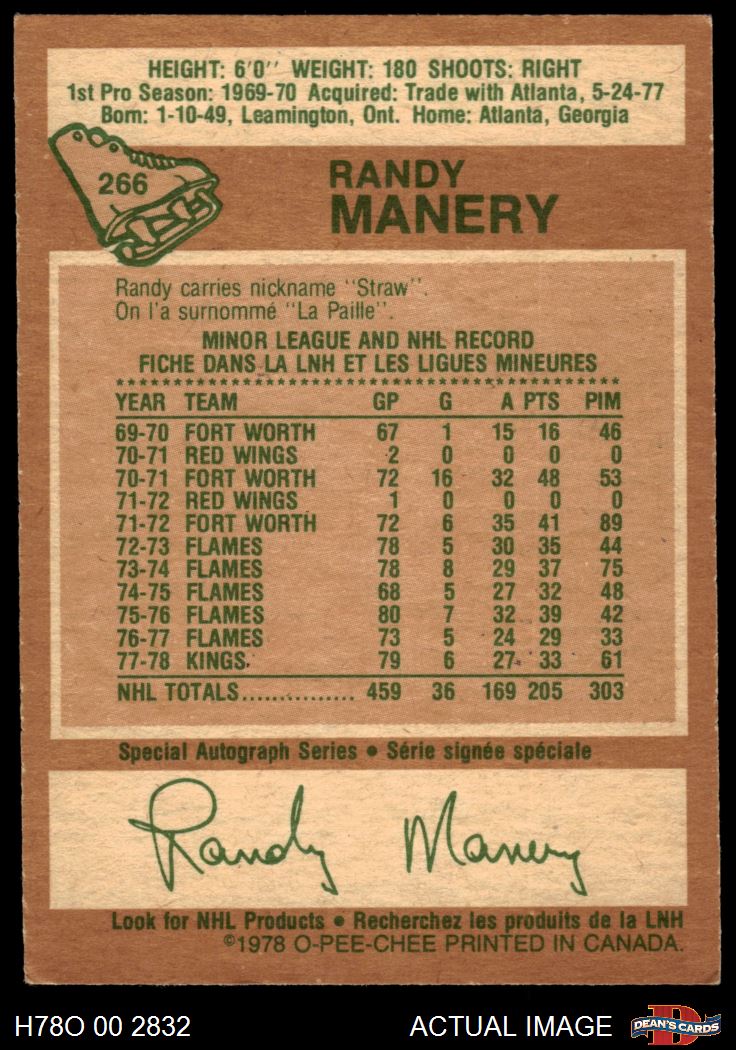 HEIGHT: 6'0'' WEIGHT: 180 SHOOTS: RIGHT
1st Pro Season: 1969-70 Acquired: Trade with Atlanta, 5-24-77
Born: 1-10-49, Leamington, Ont. Home: Atlanta, Georgia
266
RANDY
MANERY
Randy carries nickname ''Straw''.
On l'a surnommé ''La Paille''.
MINOR LEAGUE AND NHL RECORD
FICHE DANS LA LNH ET LES LIGUES MINEURES
YEAR TEAM GP G A PTS PIM
69-70 FORT WORTH 67 1 15 16 46
70-71 RED WINGS 2 0 0 0 0
70-71 FORT WORTH 72 16 32 48 53
71-72 RED WINGS 1 0 0 0 0
71-72 FORT WORTH 72 6 35 41 89
72-73 FLAMES 78 5 30 35 44
73-74 FLAMES 78 8 29 37 75
74-75 FLAMES 68 5 27 32 48
75-76 FLAMES 80 7 32 39 42
76-77 FLAMES 73 5 24 29 33
77-78 KINGS 79 6 27 33 61
NHL TOTALS................ 459 36 169 205 303
Special Autograph Series • Série signée spéciale
Randy Manery
Look for NHL Products • Recherchez les produits de la LNH
©1978 O-PEE-CHEE PRINTED IN CANADA.
H78O 00 2832 ACTUAL IMAGE D DEAN'S CARDS